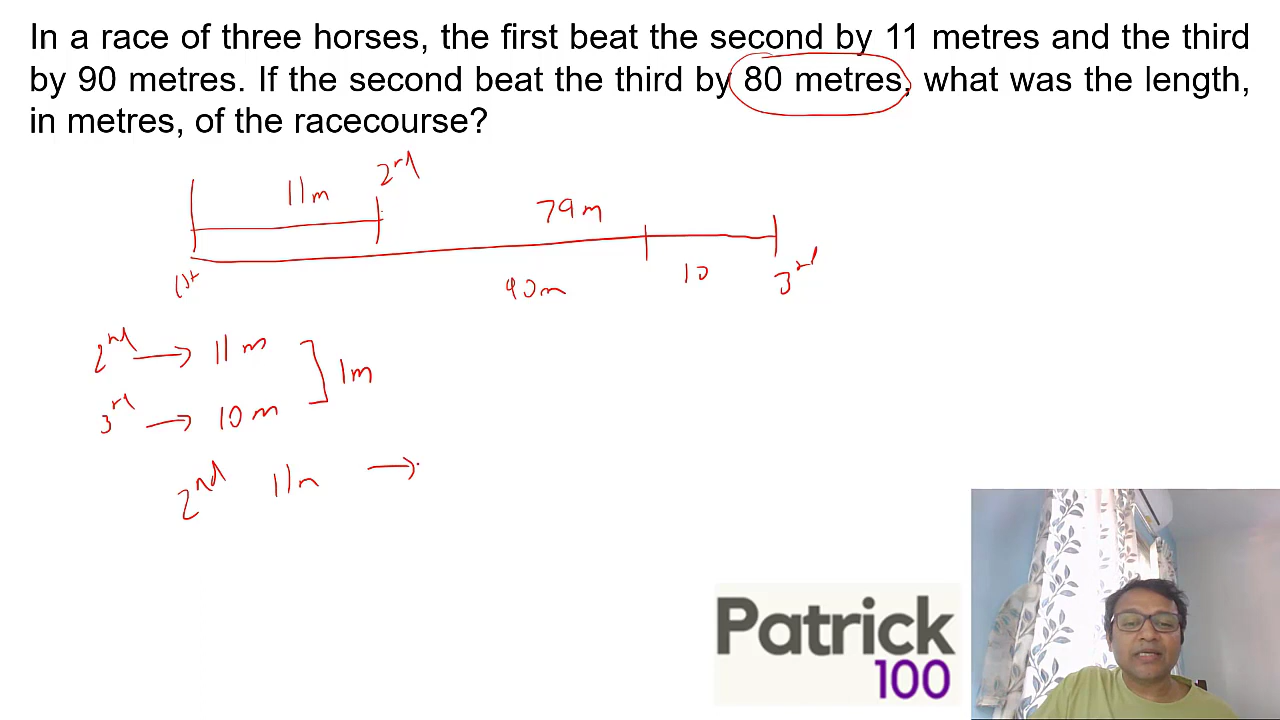 In a race of three horses, the first beat the second by 11 metres and the third
by 90 metres. If the second beat the third by 80 metres, what was the length,
in metres, of the racecourse?
11m 2nd
79m
1st 90m 10 3rd
2nd → 11m
1m
3rd → 10m
2nd 11m →
Patrick
100